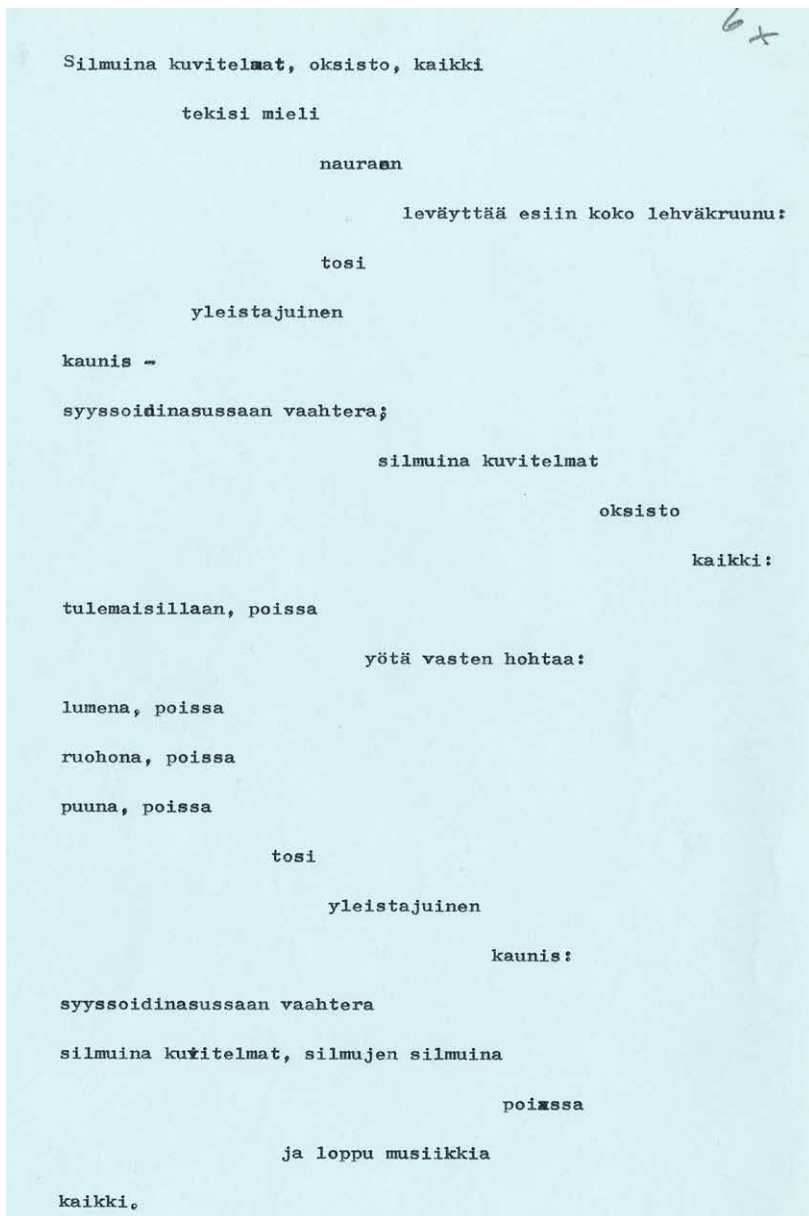 6 x
Silmuina kuvitelmat, oksisto, kaikki
tekisi mieli
nauraen
leväyttää esiin koko lehväkruunu:
tosi
yleistajuinen
kaunis -
syyssoidinasussaan vaahtera;
silmuina kuvitelmat
oksisto
kaikki:
tulemaisillaan, poissa
yötä vasten hohtaa:
lumena, poissa
ruohona, poissa
puuna, poissa
tosi
yleistajuinen
kaunis:
syyssoidinasussaan vaahtera
silmuina kuvitelmat, silmujen silmuina
poissa
ja loppu musiikkia
kaikki.